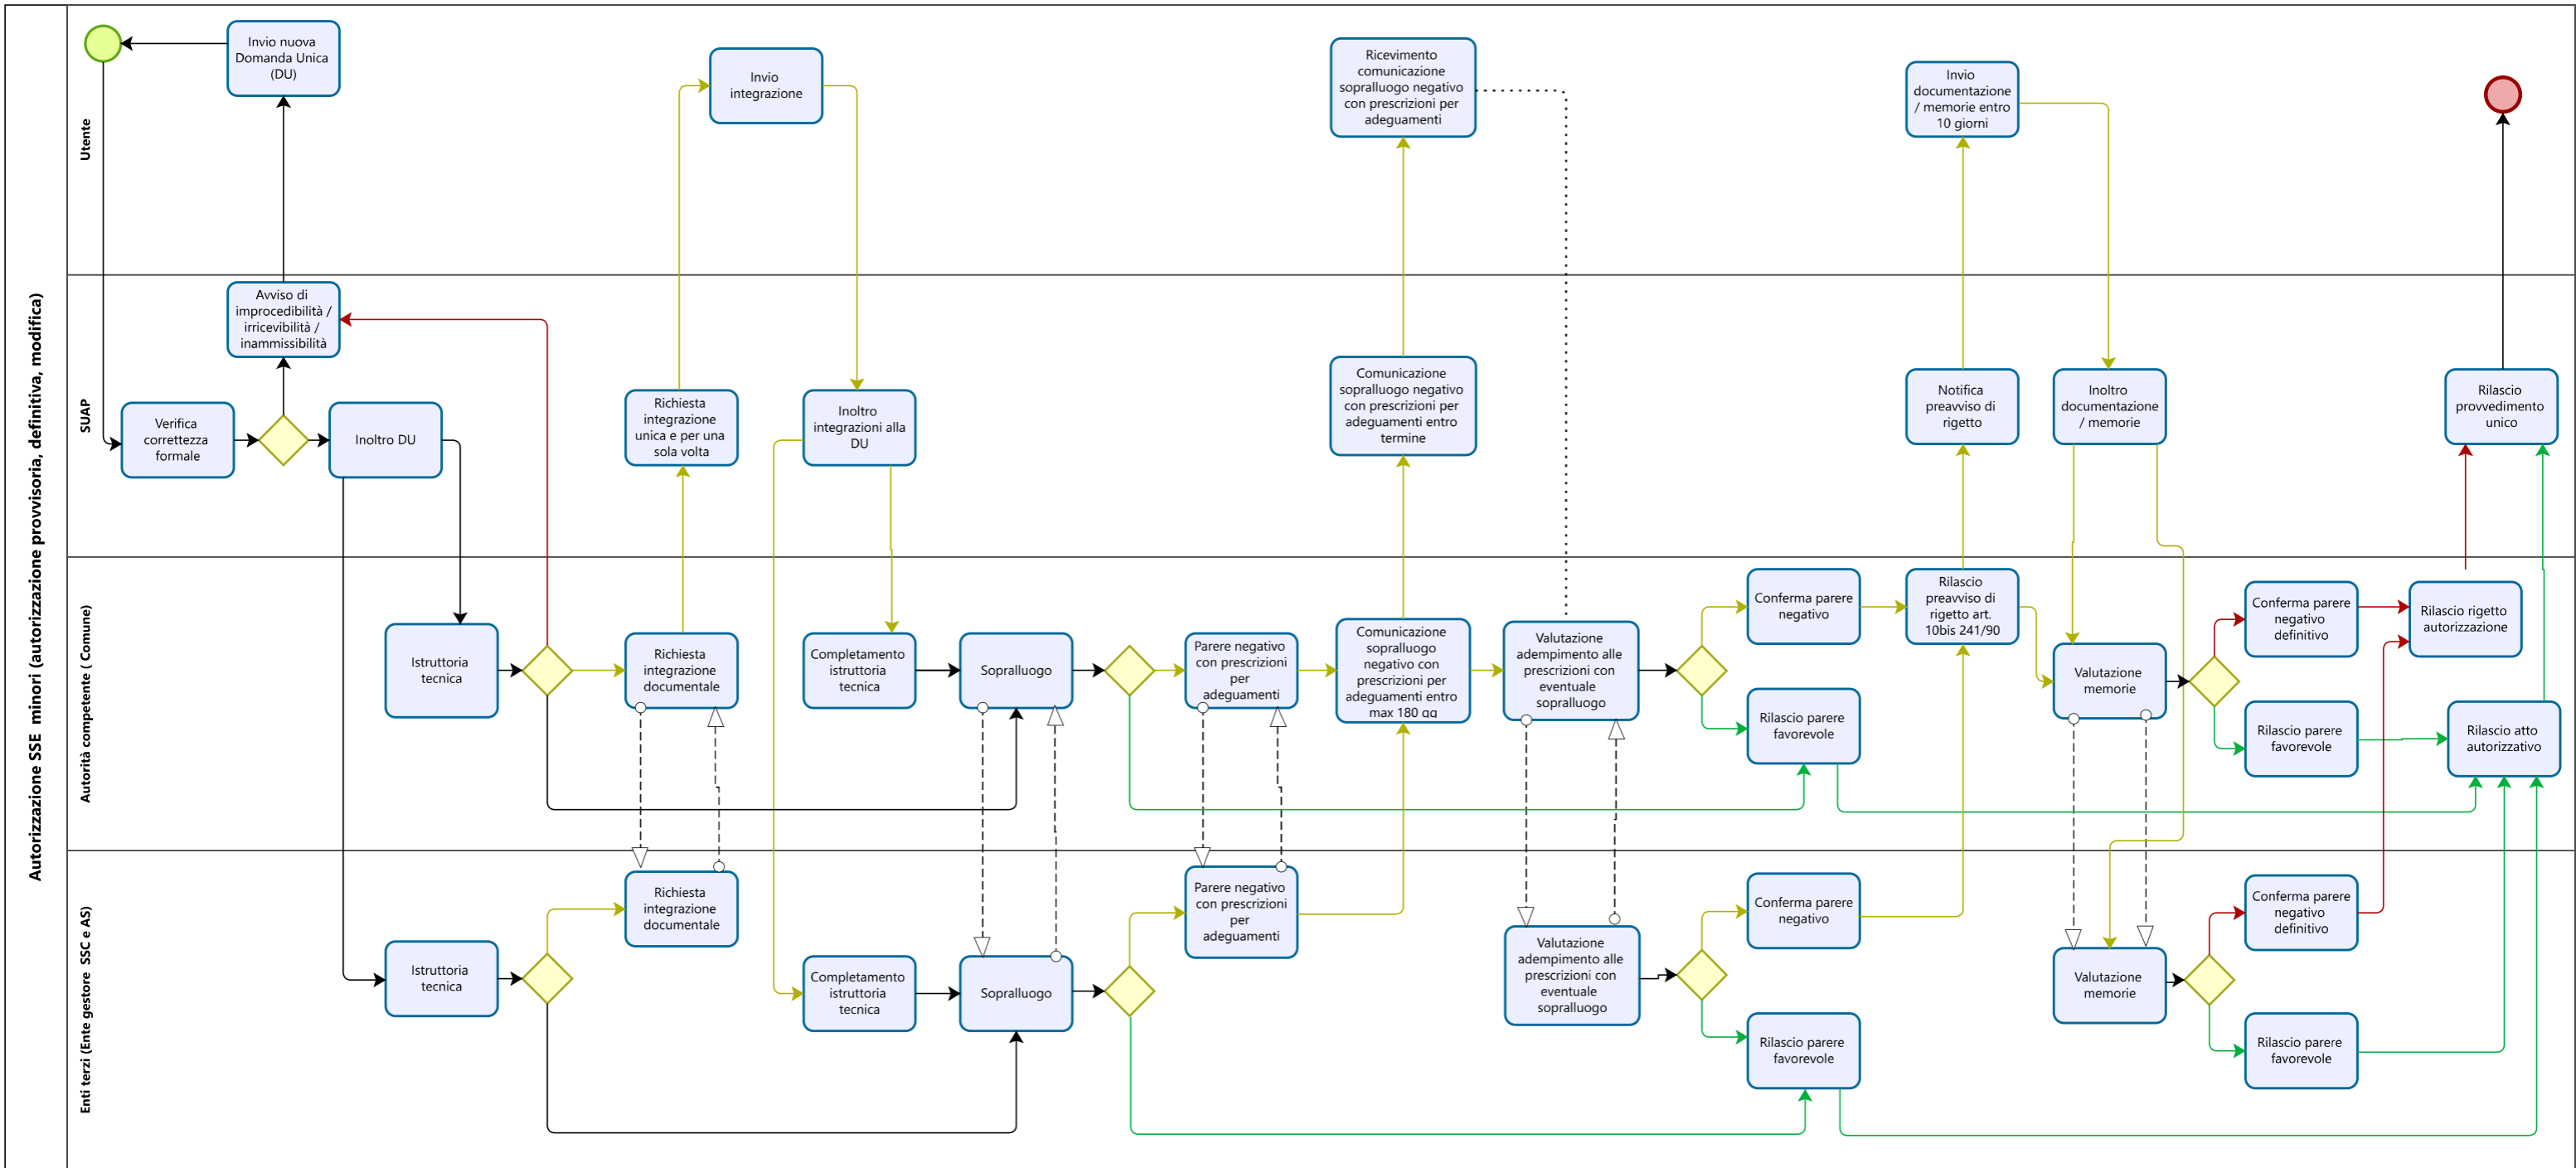 Autorizzazione SSE  minori (autorizzazione provvisoria, definitiva, modifica)
Utente
Invio nuova
Domanda Unica
(DU)
Invio
integrazione
Ricevimento
comunicazione
sopralluogo negativo
con prescrizioni per
adeguamenti
Invio
documentazione
/ memorie entro
10 giorni
SUAP
Avviso di
improcedibilità /
irricevibilità /
inammissibilità
Verifica
correttezza
formale
Inoltro DU
Richiesta
integrazione
unica e per una
sola volta
Inoltro
integrazioni alla
DU
Comunicazione
sopralluogo negativo
con prescrizioni per
adeguamenti entro
termine
Notifica
preavviso di
rigetto
Inoltro
documentazione
/ memorie
Rilascio
provvedimento
unico
Autorità competente ( Comune)
Istruttoria
tecnica
Richiesta
integrazione
documentale
Completamento
istruttoria
tecnica
Sopralluogo
Parere negativo
con prescrizioni
per
adeguamenti
Comunicazione
sopralluogo
negativo con
prescrizioni per
adeguamenti entro
max 180 gg
Valutazione
adempimento alle
prescrizioni con
eventuale
sopralluogo
Conferma parere
negativo
Rilascio parere
favorevole
Rilascio
preavviso di
rigetto art.
10bis 241/90
Valutazione
memorie
Conferma parere
negativo
definitivo
Rilascio parere
favorevole
Rilascio rigetto
autorizzazione
Rilascio atto
autorizzativo
Enti terzi (Ente gestore  SSC e AS)
Istruttoria
tecnica
Richiesta
integrazione
documentale
Completamento
istruttoria
tecnica
Sopralluogo
Parere negativo
con prescrizioni
per
adeguamenti
Valutazione
adempimento alle
prescrizioni con
eventuale
sopralluogo
Conferma parere
negativo
Rilascio parere
favorevole
Valutazione
memorie
Conferma parere
negativo
definitivo
Rilascio parere
favorevole